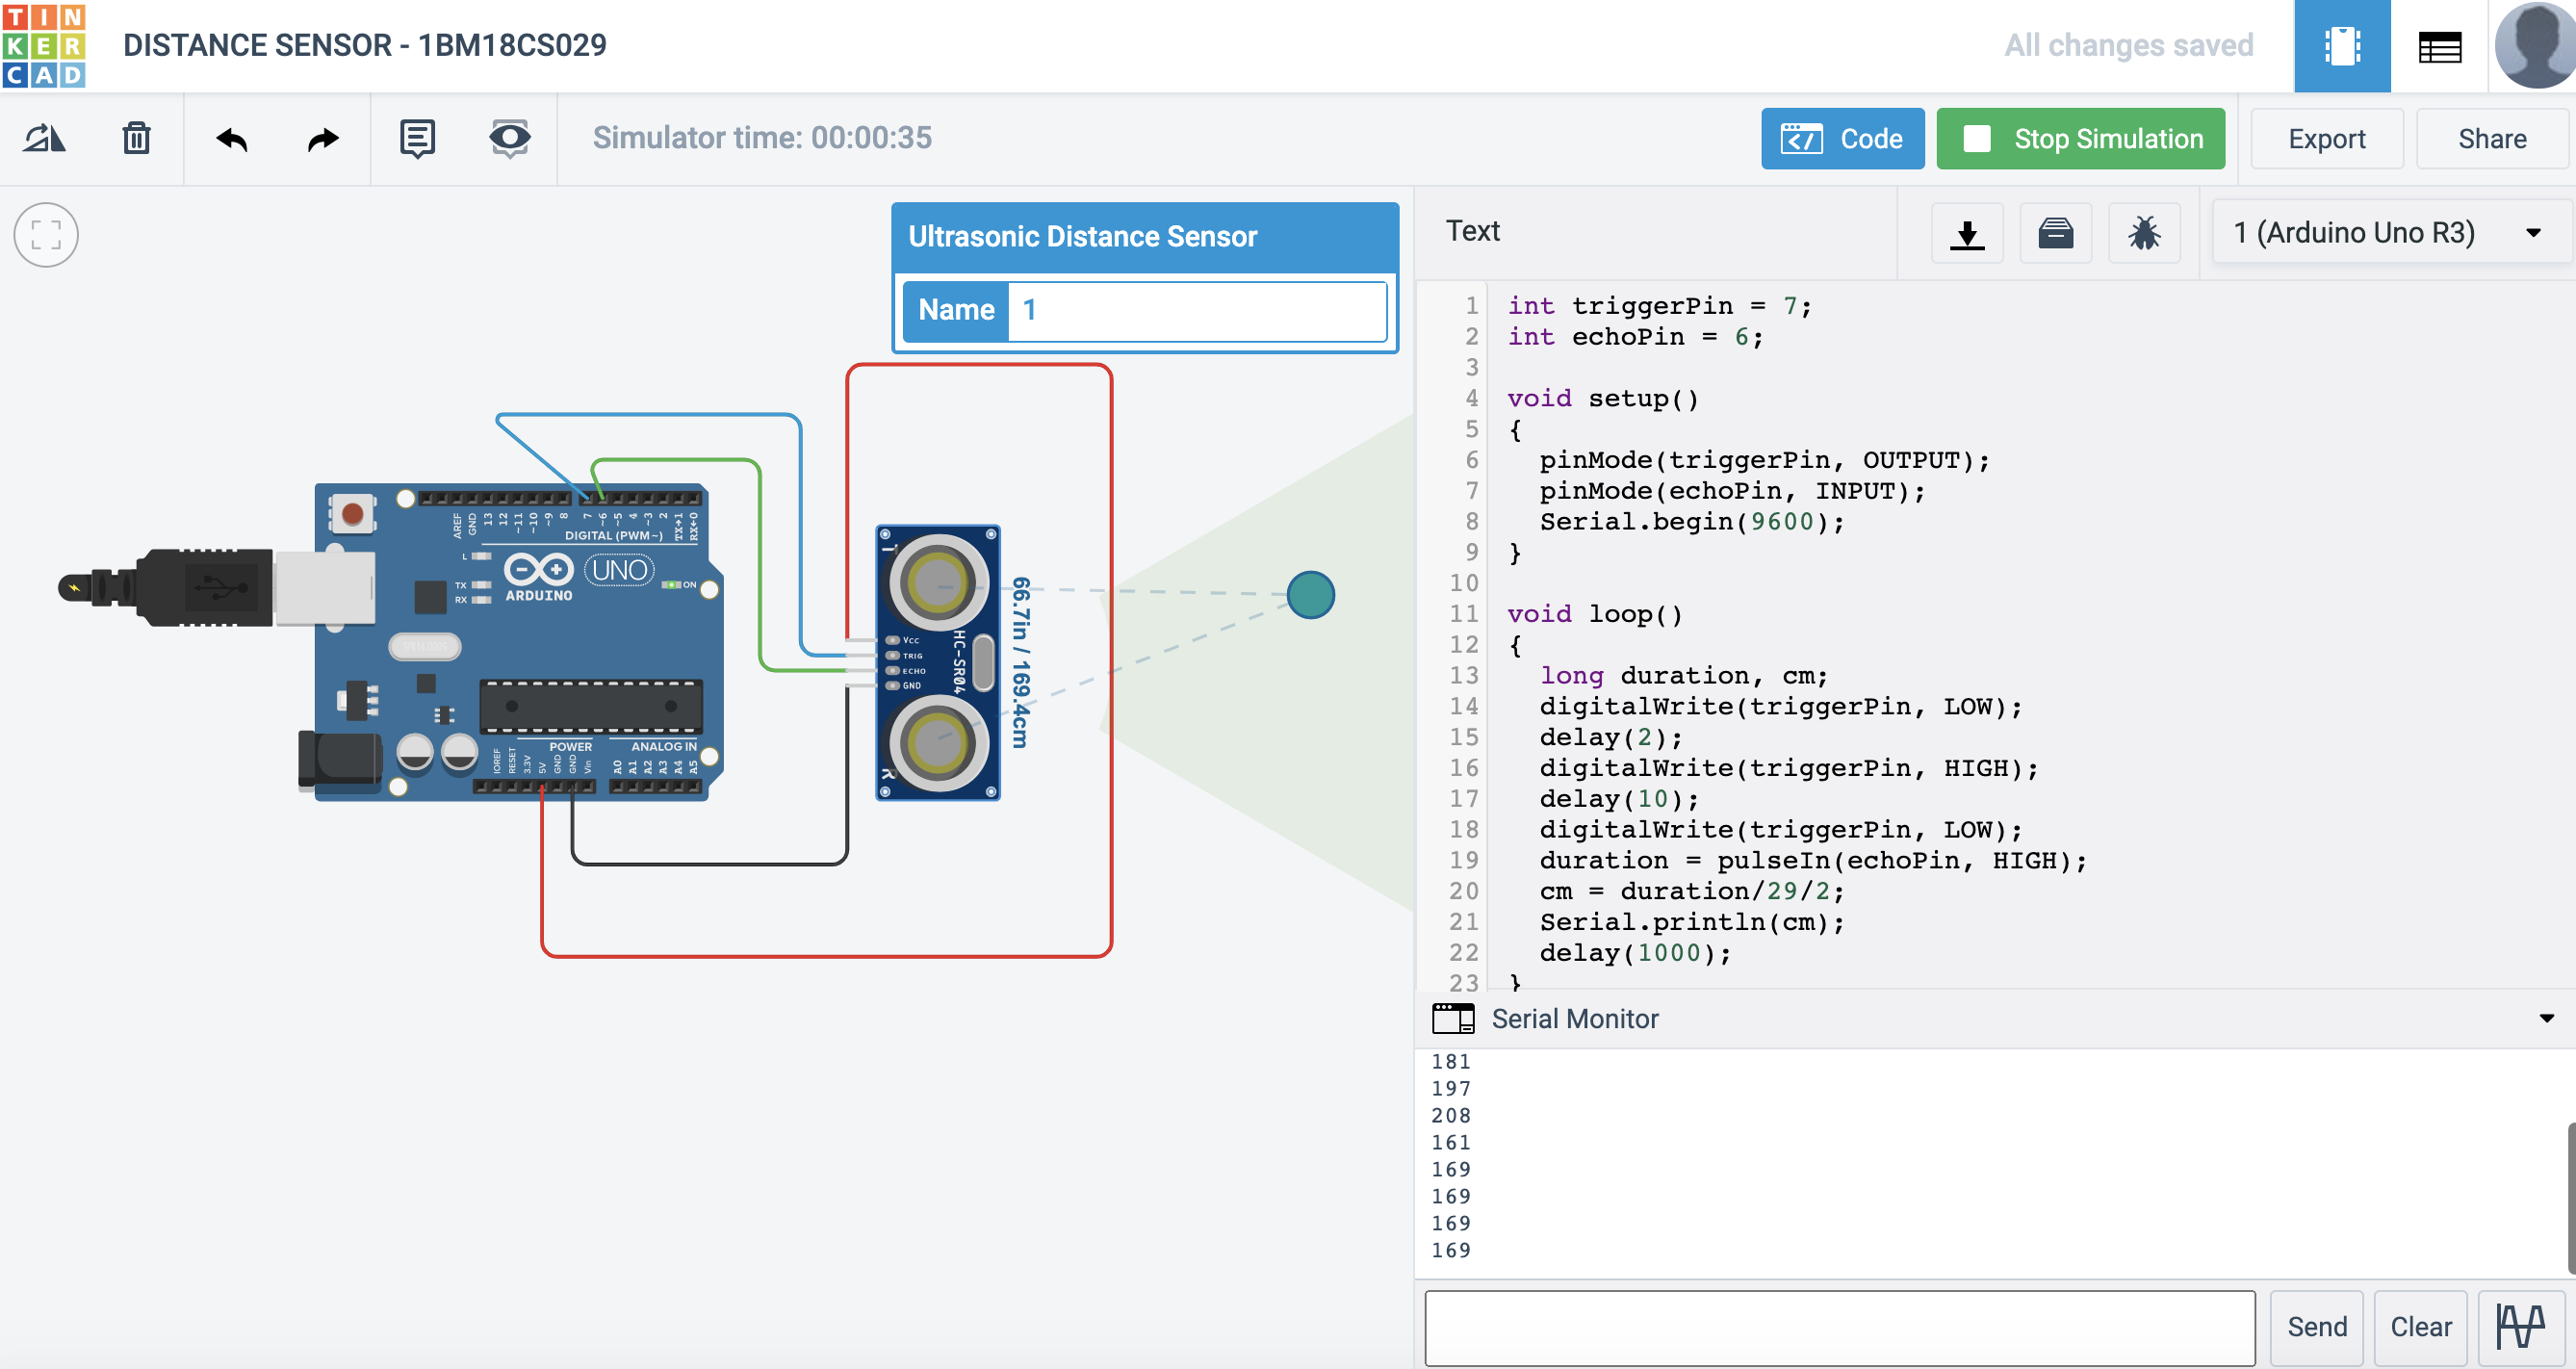 TINKERCAD
DISTANCE SENSOR - 1BM18CS029
All changes saved
Simulator time: 00:00:35
Code
Stop Simulation
Export
Share
Ultrasonic Distance Sensor
Name 1
AREF
GND
13
12
~11
~10
~9
8
7
~6
~5
4
~3
2
TX→1
RX←0
DIGITAL (PWM~)
L
TX
RX
ARDUINO
UNO
ON
POWER
ANALOG IN
IOREF
RESET
3.3V
5V
GND
GND
Vin
A0
A1
A2
A3
A4
A5
T
Vcc
TRIG
ECHO
GND
HC-SR04
R
66.7in / 169.4cm
Text
1 (Arduino Uno R3)
1 int triggerPin = 7;
2 int echoPin = 6;
3
4 void setup()
5 {
6 pinMode(triggerPin, OUTPUT);
7 pinMode(echoPin, INPUT);
8 Serial.begin(9600);
9 }
10
11 void loop()
12 {
13 long duration, cm;
14 digitalWrite(triggerPin, LOW);
15 delay(2);
16 digitalWrite(triggerPin, HIGH);
17 delay(10);
18 digitalWrite(triggerPin, LOW);
19 duration = pulseIn(echoPin, HIGH);
20 cm = duration/29/2;
21 Serial.println(cm);
22 delay(1000);
23 }
Serial Monitor
181
197
208
161
169
169
169
169
Send
Clear